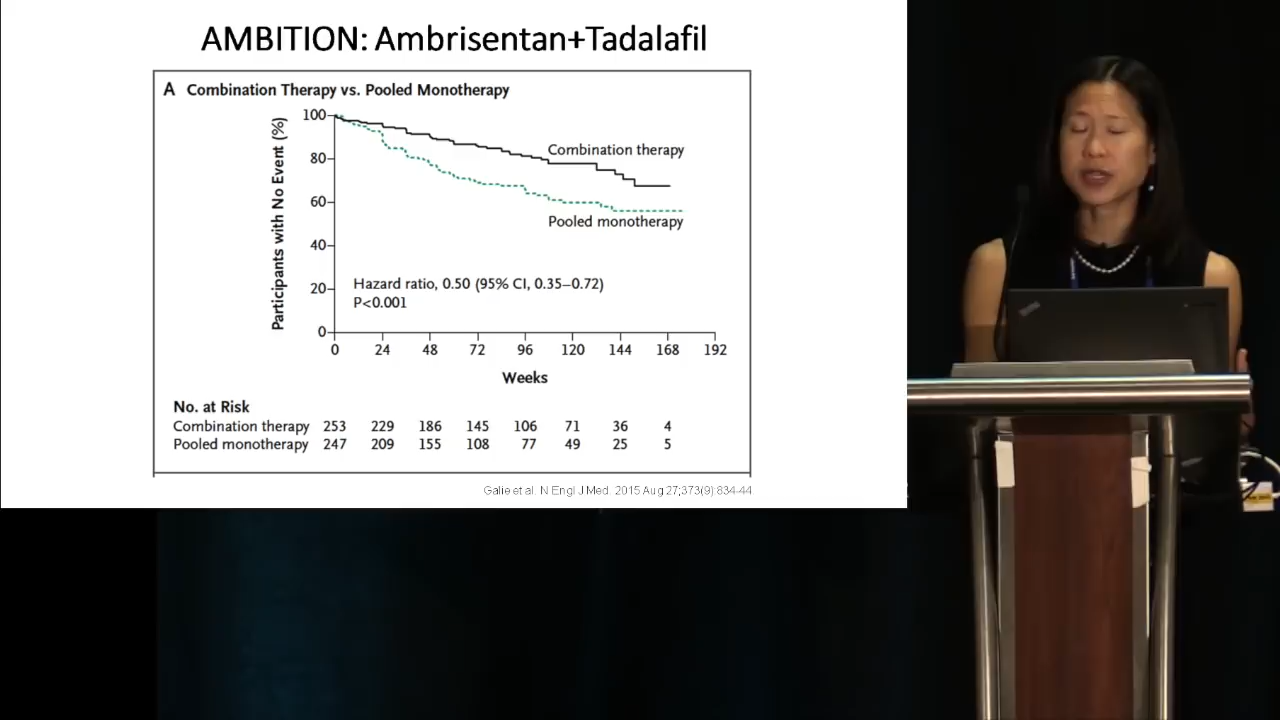 AMBITION: Ambrisentan+Tadalafil
A Combination Therapy vs. Pooled Monotherapy
Participants with No Event (%)
100
80
60
40
20
0
Combination therapy
Pooled monotherapy
Hazard ratio, 0.50 (95% CI, 0.35–0.72)
P<0.001
0 24 48 72 96 120 144 168 192
Weeks
No. at Risk
Combination therapy 253 229 186 145 106 71 36 4
Pooled monotherapy 247 209 155 108 77 49 25 5
Galie et al. N Engl J Med. 2015 Aug 27;373(9):834-44